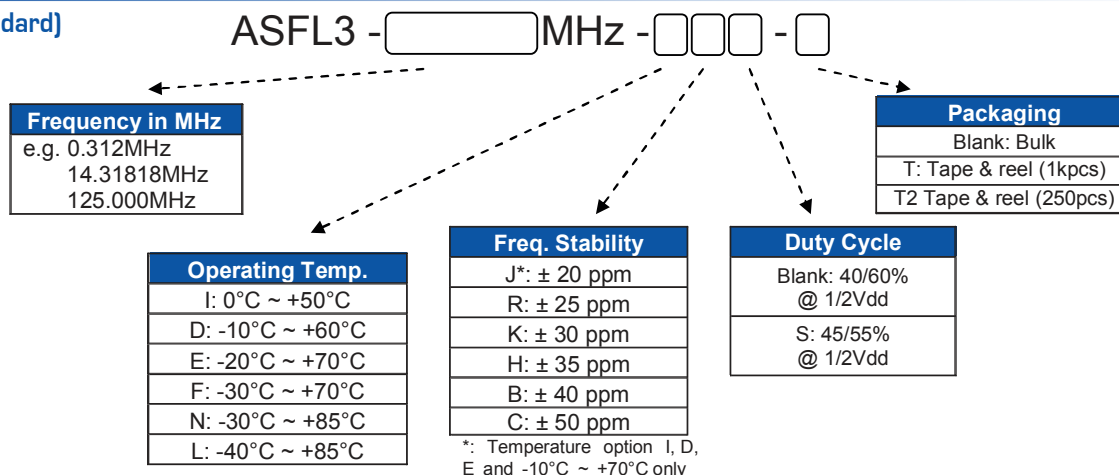 dard)
ASFL3 - MHz - -
Frequency in MHz
e.g. 0.312MHz
14.31818MHz
125.000MHz
Operating Temp.
I: 0°C ~ +50°C
D: -10°C ~ +60°C
E: -20°C ~ +70°C
F: -30°C ~ +70°C
N: -30°C ~ +85°C
L: -40°C ~ +85°C
Freq. Stability
J*: ± 20 ppm
R: ± 25 ppm
K: ± 30 ppm
H: ± 35 ppm
B: ± 40 ppm
C: ± 50 ppm
*: Temperature option I, D,
E and -10°C ~ +70°C only
Duty Cycle
Blank: 40/60%
@ 1/2Vdd
S: 45/55%
@ 1/2Vdd
Packaging
Blank: Bulk
T: Tape & reel (1kpcs)
T2 Tape & reel (250pcs)